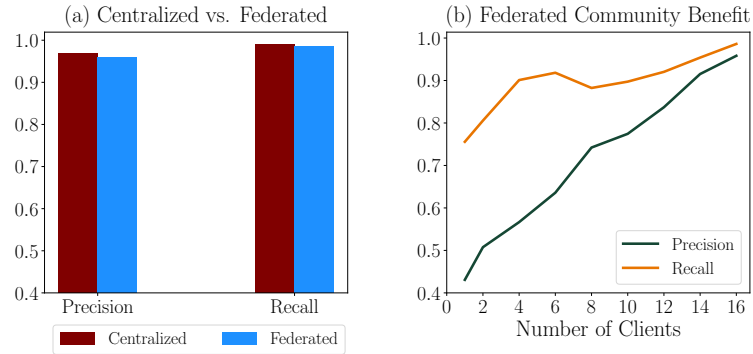 (a) Centralized vs. Federated
1.0
0.9
0.8
0.7
0.6
0.5
0.4
Precision
Recall
Centralized
Federated
(b) Federated Community Benefit
1.0
0.9
0.8
0.7
0.6
0.5
0.4
Precision
Recall
0 2 4 6 8 10 12 14 16
Number of Clients